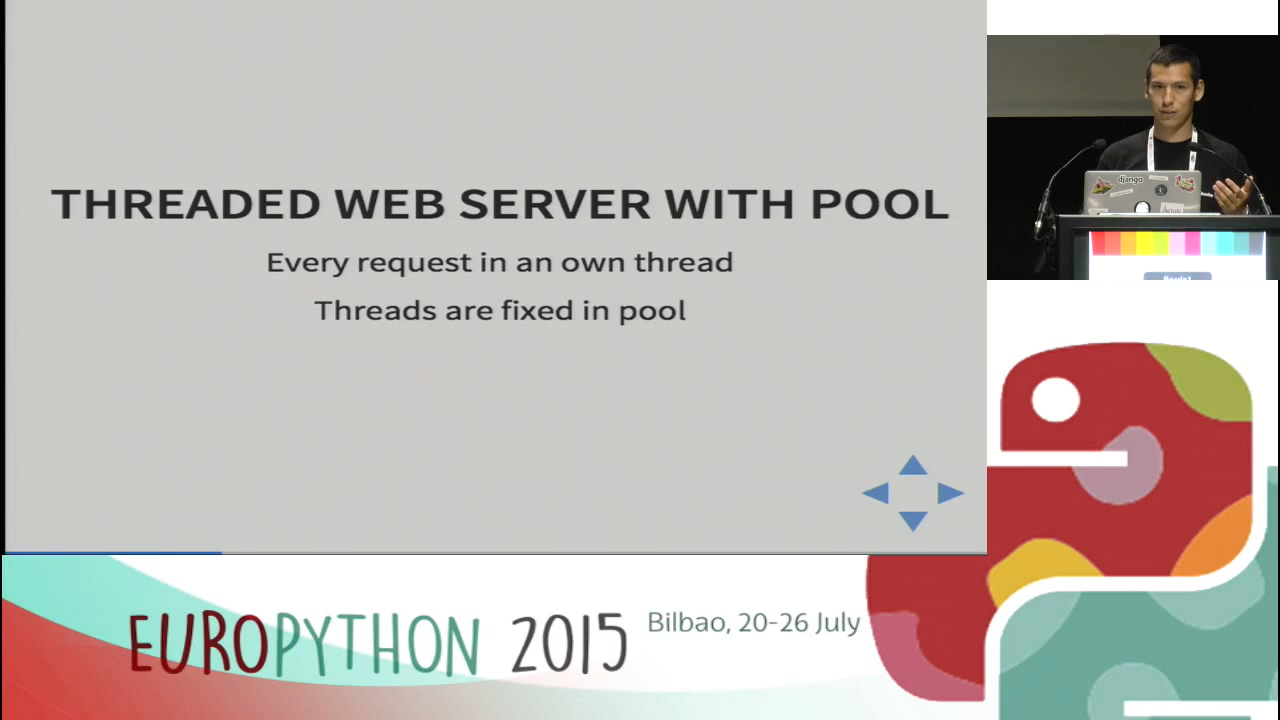 THREADED WEB SERVER WITH POOL
Every request in an own thread
Threads are fixed in pool
django
EUROPYTHON 2015
Bilbao, 20-26 July